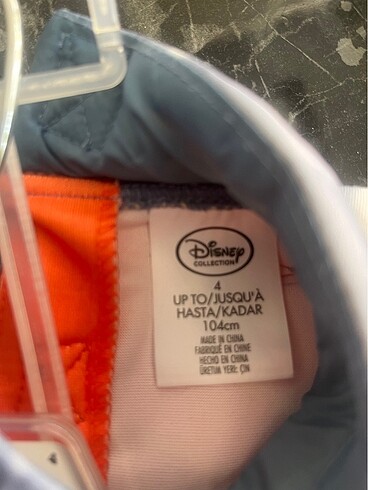 Disney
COLLECTION
4
UP TO/JUSQU'À
HASTA/KADAR
104cm
MADE IN CHINA
FABRIQUÉ EN CHINE
HECHO EN CHINA
ÜRETIM YERI: ÇIN
4